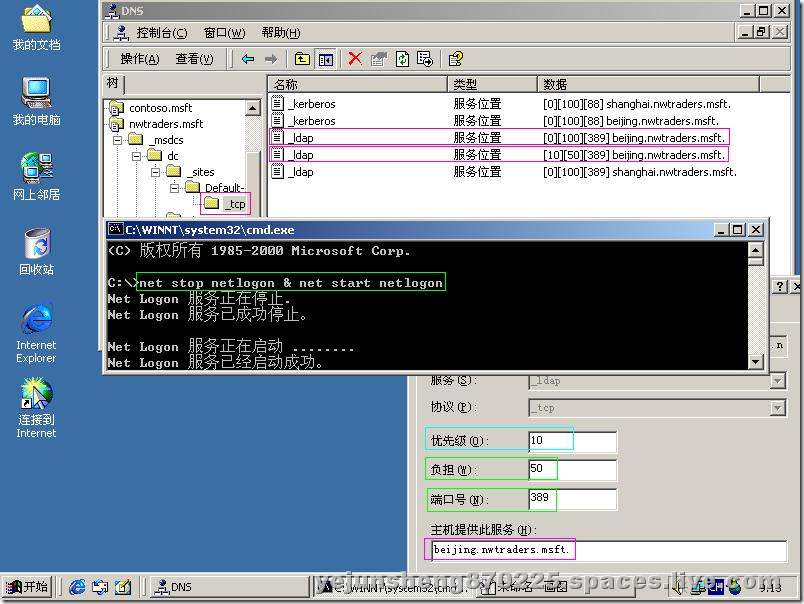 我的文档
我的电脑
网上邻居
回收站
Internet
Explorer
连接到
Internet
DNS
控制台(C) 窗口(W) 帮助(H)
操作(A) 查看(V)
树
contoso.msft
nwtraders.msft
_msdcs
dc
_sites
Default-
_tcp
名称 类型 数据
_kerberos 服务位置 [0][100][88] shanghai.nwtraders.msft.
_kerberos 服务位置 [0][100][88] beijing.nwtraders.msft.
_ldap 服务位置 [0][100][389] beijing.nwtraders.msft.
_ldap 服务位置 [10][50][389] beijing.nwtraders.msft.
_ldap 服务位置 [0][100][389] shanghai.nwtraders.msft.
C:\WINNT\system32\cmd.exe
(C) 版权所有 1985-2000 Microsoft Corp.
C:\>net stop netlogon & net start netlogon
Net Logon 服务正在停止.
Net Logon 服务已成功停止。
Net Logon 服务正在启动 ........
Net Logon 服务已经启动成功。
.n
服务(S): _ldap
协议(P): _tcp
优先级(O): 10
负担(W): 50
端口号(N): 389
主机提供此服务(H):
beijing.nwtraders.msft.
开始 DNS C:\WINNT\system32\cmd... 未命名 - 画图 9:13
yejunsheng870225.spaces.live.com